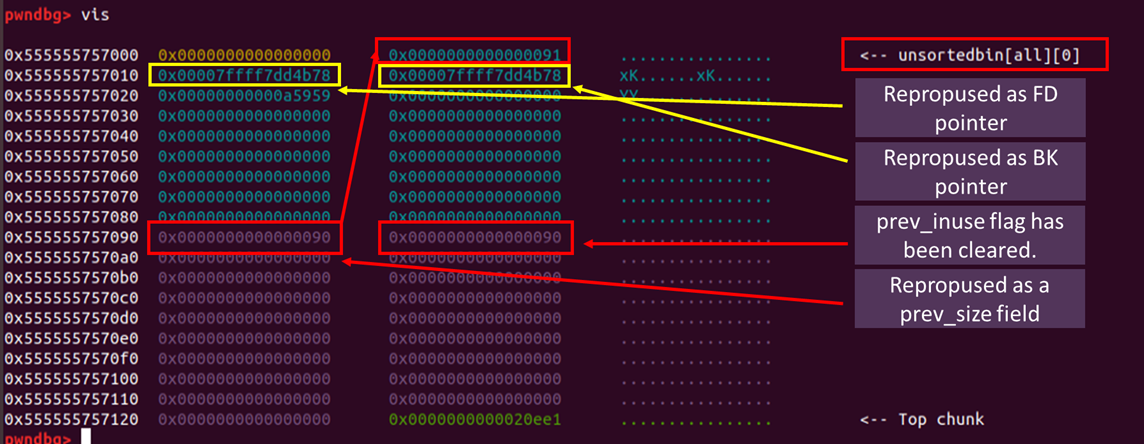 pwndbg> vis
0x555555757000 0x0000000000000000 0x0000000000000091 ................ <-- unsortedbin[all][0]
0x555555757010 0x00007ffff7dd4b78 0x00007ffff7dd4b78 xK......xK......
0x555555757020 0x00000000000a5959 0x0000000000000000 YY..............
Repropused as FD
pointer
0x555555757030 0x0000000000000000 0x0000000000000000 ................
0x555555757040 0x0000000000000000 0x0000000000000000 ................
0x555555757050 0x0000000000000000 0x0000000000000000 ................
Repropused as BK
pointer
0x555555757060 0x0000000000000000 0x0000000000000000 ................
0x555555757070 0x0000000000000000 0x0000000000000000 ................
0x555555757080 0x0000000000000000 0x0000000000000000 ................
prev_inuse flag has
been cleared.
0x555555757090 0x0000000000000090 0x0000000000000090 ................
0x5555557570a0 0x0000000000000000 0x0000000000000000 ................
0x5555557570b0 0x0000000000000000 0x0000000000000000 ................
Repropused as a
prev_size field
0x5555557570c0 0x0000000000000000 0x0000000000000000 ................
0x5555557570d0 0x0000000000000000 0x0000000000000000 ................
0x5555557570e0 0x0000000000000000 0x0000000000000000 ................
0x5555557570f0 0x0000000000000000 0x0000000000000000 ................
0x555555757100 0x0000000000000000 0x0000000000000000 ................
0x555555757110 0x0000000000000000 0x0000000000000000 ................
0x555555757120 0x0000000000000000 0x0000000000020ee1 ................ <-- Top chunk
pwndbg>